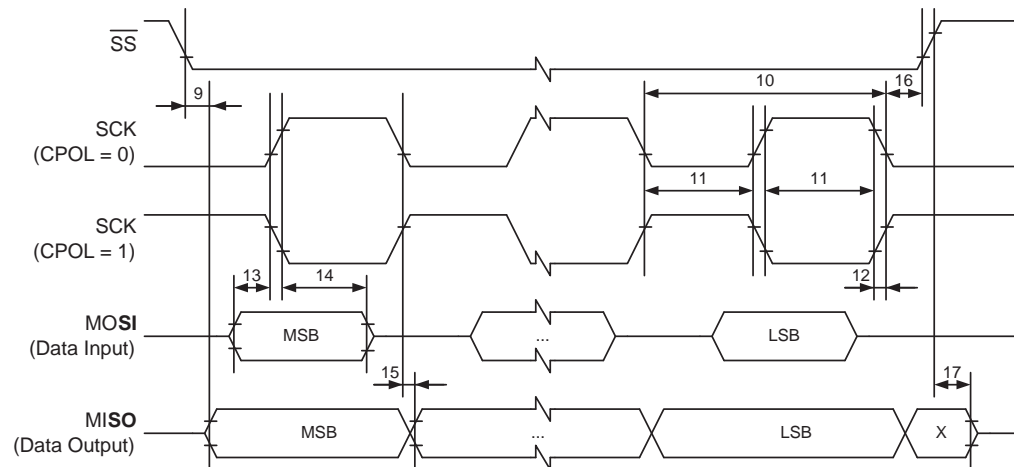 SS
10
9
16
SCK
(CPOL = 0)
11 11
SCK
(CPOL = 1)
13 14 12
MOSI
(Data Input)
MSB ... LSB
15 17
MISO
(Data Output)
MSB ... LSB X